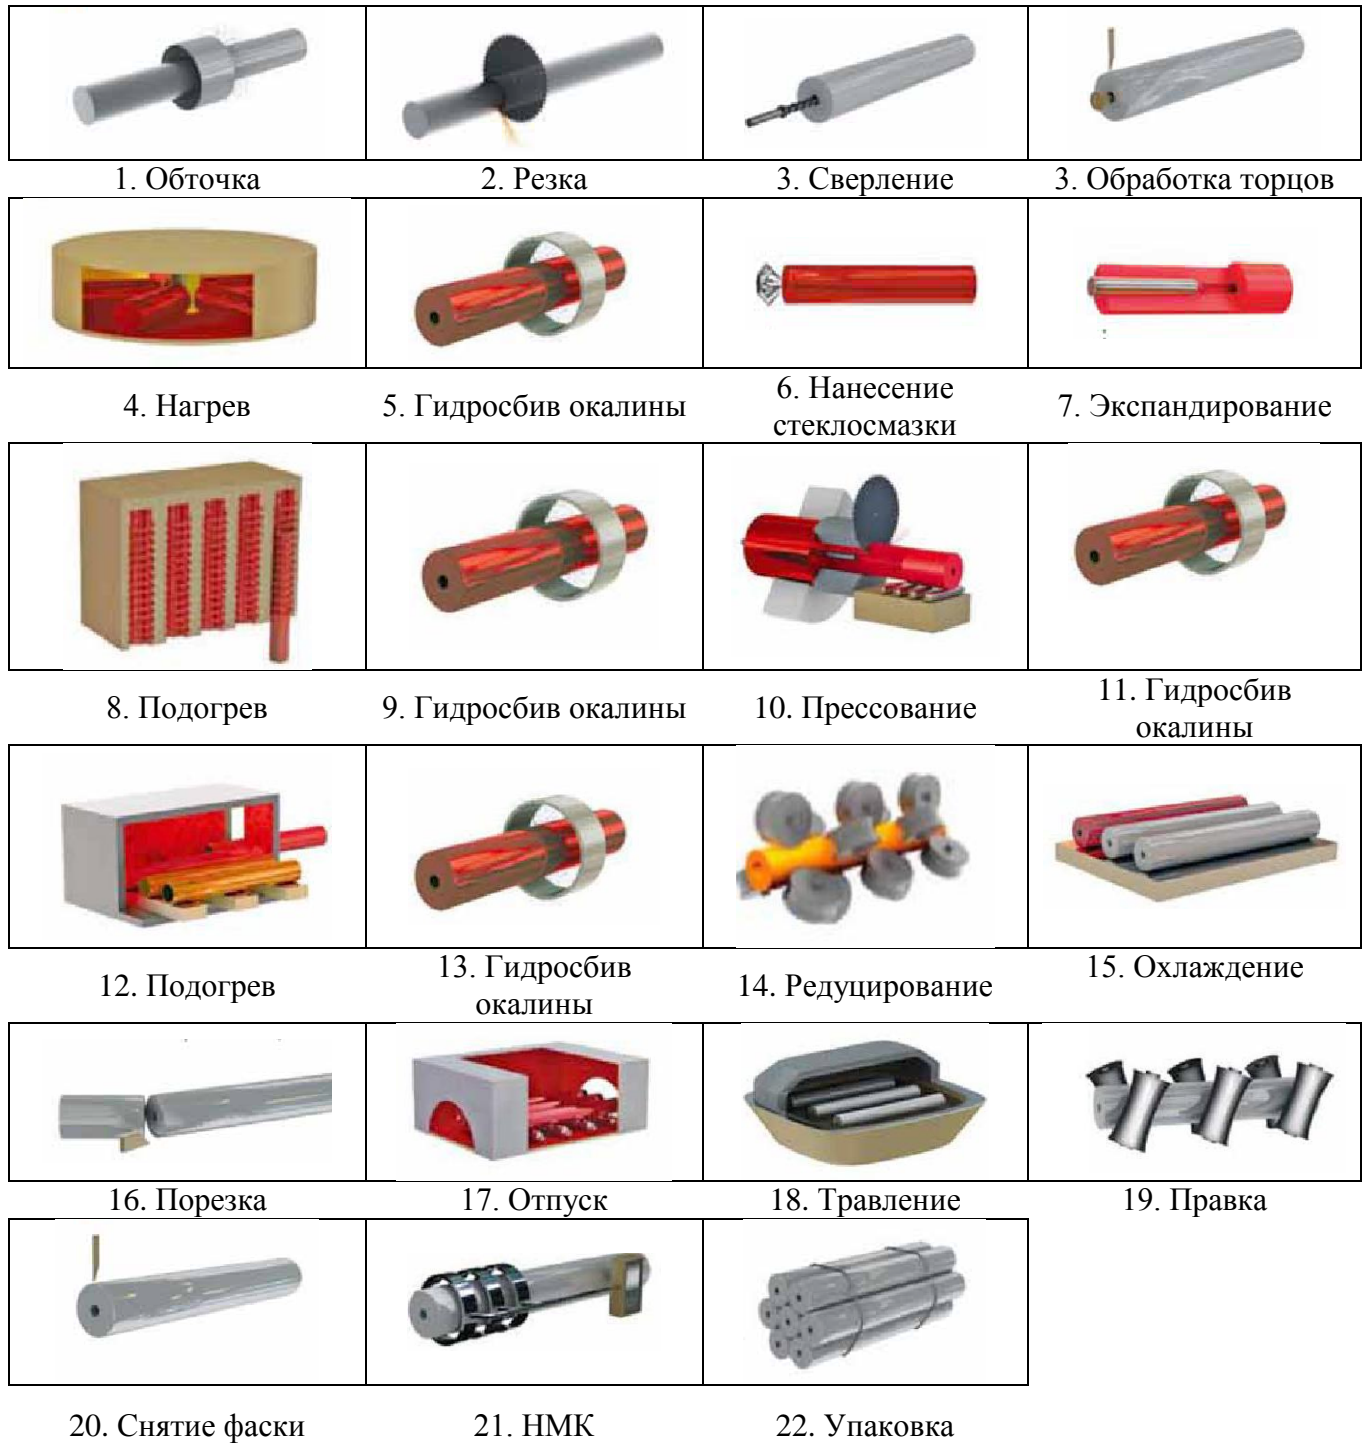 1. Обточка
2. Резка
3. Сверление
3. Обработка торцов
4. Нагрев
5. Гидросбив окалины
6. Нанесение
стеклосмазки
7. Экспандирование
8. Подогрев
9. Гидросбив окалины
10. Прессование
11. Гидросбив
окалины
12. Подогрев
13. Гидросбив
окалины
14. Редуцирование
15. Охлаждение
16. Порезка
17. Отпуск
18. Травление
19. Правка
20. Снятие фаски
21. НМК
22. Упаковка